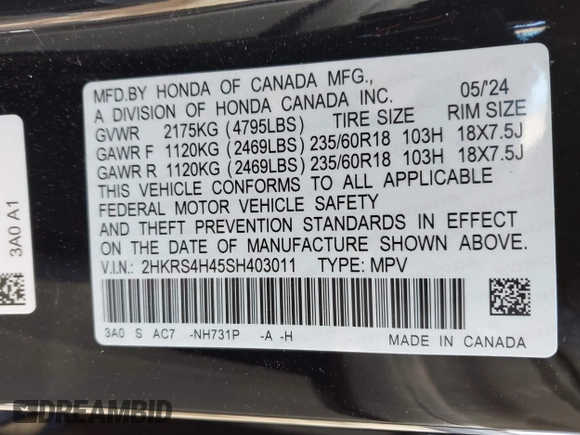 MFD.BY HONDA OF CANADA MFG., 05/'24
A DIVISION OF HONDA CANADA INC.
TIRE SIZE RIM SIZE
GVWR 2175KG (4795LBS)
GAWR F 1120KG (2469LBS) 235/60R18 103H 18X7.5J
GAWR R 1120KG (2469LBS) 235/60R18 103H 18X7.5J
THIS VEHICLE CONFORMS TO ALL APPLICABLE
FEDERAL MOTOR VEHICLE SAFETY
AND THEFT PREVENTION STANDARDS IN EFFECT
ON THE DATE OF MANUFACTURE SHOWN ABOVE.
V.I.N.: 2HKRS4H45SH403011 TYPE: MPV
3A0 S AC7 -NH731P -A -H
MADE IN CANADA
3A0 A1
DREAMBID